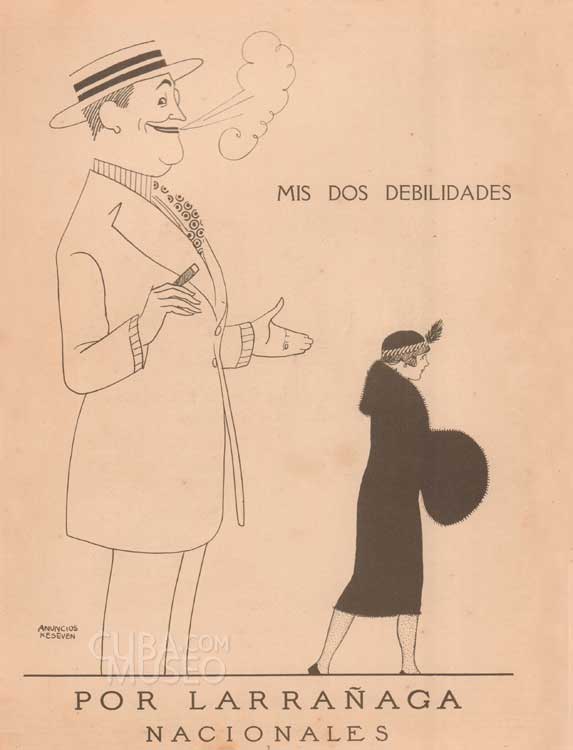 MIS DOS DEBILIDADES
ANUNCIOS
KESEVEN
CUBA.COM
MUSEO
POR LARRAÑAGA
NACIONALES